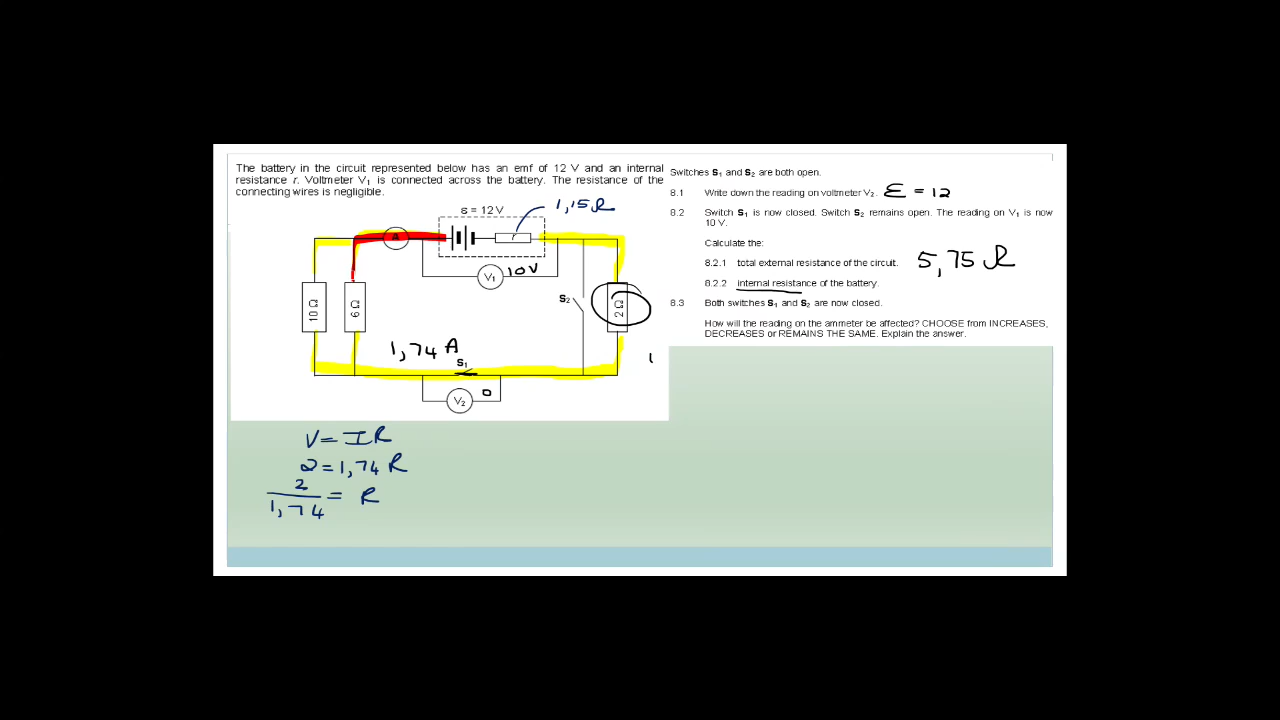 The battery in the circuit represented below has an emf of 12 V and an internal
resistance r. Voltmeter V1 is connected across the battery. The resistance of the
connecting wires is negligible.
ε = 12 V
1,15 Ω
A
V1
10V
10 Ω
6 Ω
S2
2 Ω
1,74 A
S1
V2
0
V = IR
2 = 1,74 R
2
1,74
= R
Switches S1 and S2 are both open.
8.1 Write down the reading on voltmeter V2.
ε = 12
8.2 Switch S1 is now closed. Switch S2 remains open. The reading on V1 is now
10 V.
Calculate the:
8.2.1 total external resistance of the circuit.
5,75 Ω
8.2.2 internal resistance of the battery.
8.3 Both switches S1 and S2 are now closed.
How will the reading on the ammeter be affected? CHOOSE from INCREASES,
DECREASES or REMAINS THE SAME. Explain the answer.